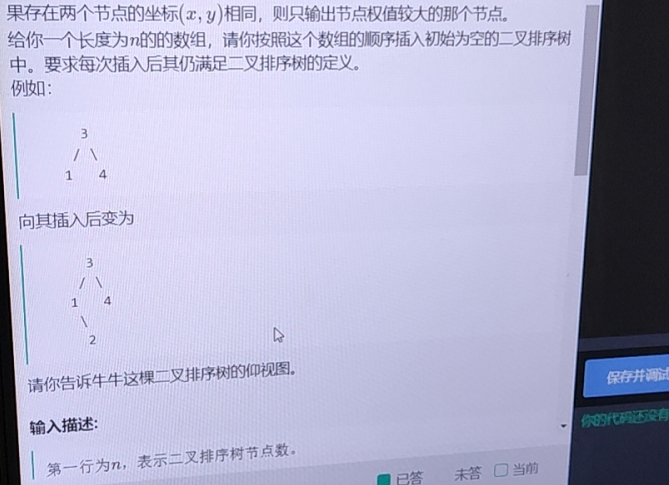 果存在两个节点的坐标(x, y)相同，则只输出节点权值较大的那个节点。
给你一个长度为n的的数组，请你按照这个数组的顺序插入初始为空的二叉排序树
中。要求每次插入后其仍满足二叉排序树的定义。
例如：
3
/ \
1 4
向其插入后变为
3
/ \
1 4
\
2
请你告诉牛牛这棵二叉排序树的仰视图。
输入描述:
第一行为n，表示二叉排序树节点数。
保存并调试
你的代码还没有
已答 未答 当前